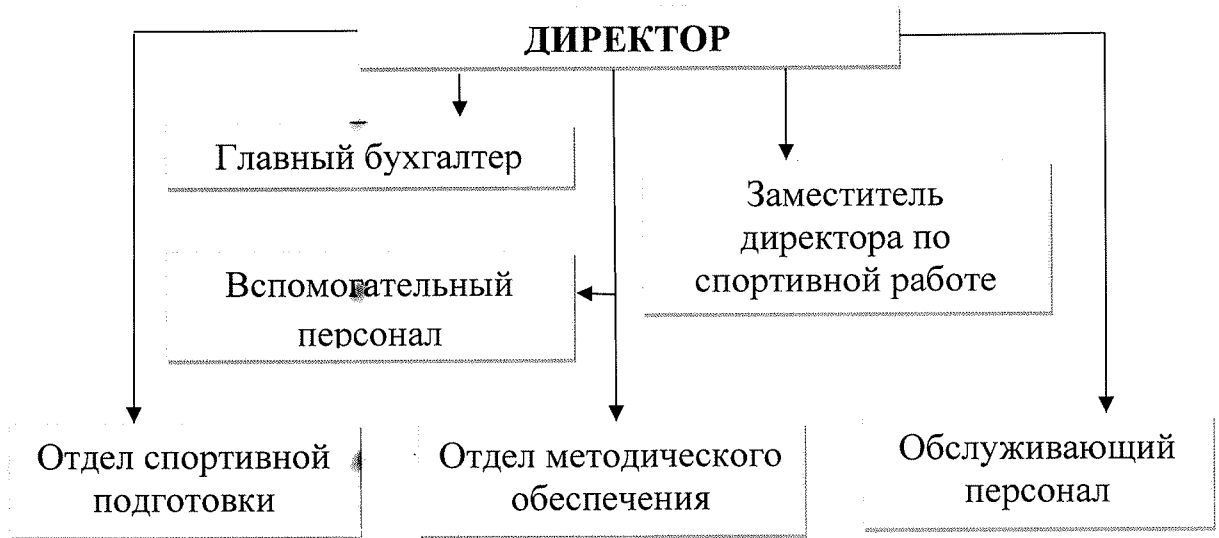 ДИРЕКТОР
Главный бухгалтер
Заместитель
директора по
спортивной работе
Вспомогательный
персонал
Отдел спортивной
подготовки
Отдел методического
обеспечения
Обслуживающий
персонал